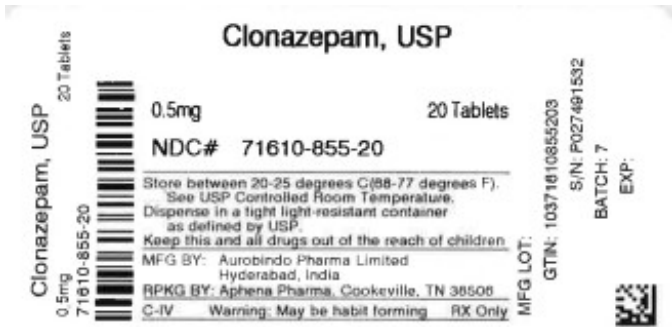 Clonazepam, USP
0.5mg 20 Tablets
NDC# 71610-855-20
Store between 20-25 degrees C(68-77 degrees F).
See USP Controlled Room Temperature.
Dispense in a tight light-resistant container
as defined by USP.
Keep this and all drugs out of the reach of children
MFG BY: Aurobindo Pharma Limited
Hyderabad, India
RPKG BY: Aphena Pharma, Cookeville, TN 38506
C-IV Warning: May be habit forming RX Only
Clonazepam, USP
20 Tablets
0.5mg
71610-855-20
MFG LOT:
GTIN: 10371610855203
S/N: P027491532
BATCH: 7
EXP: